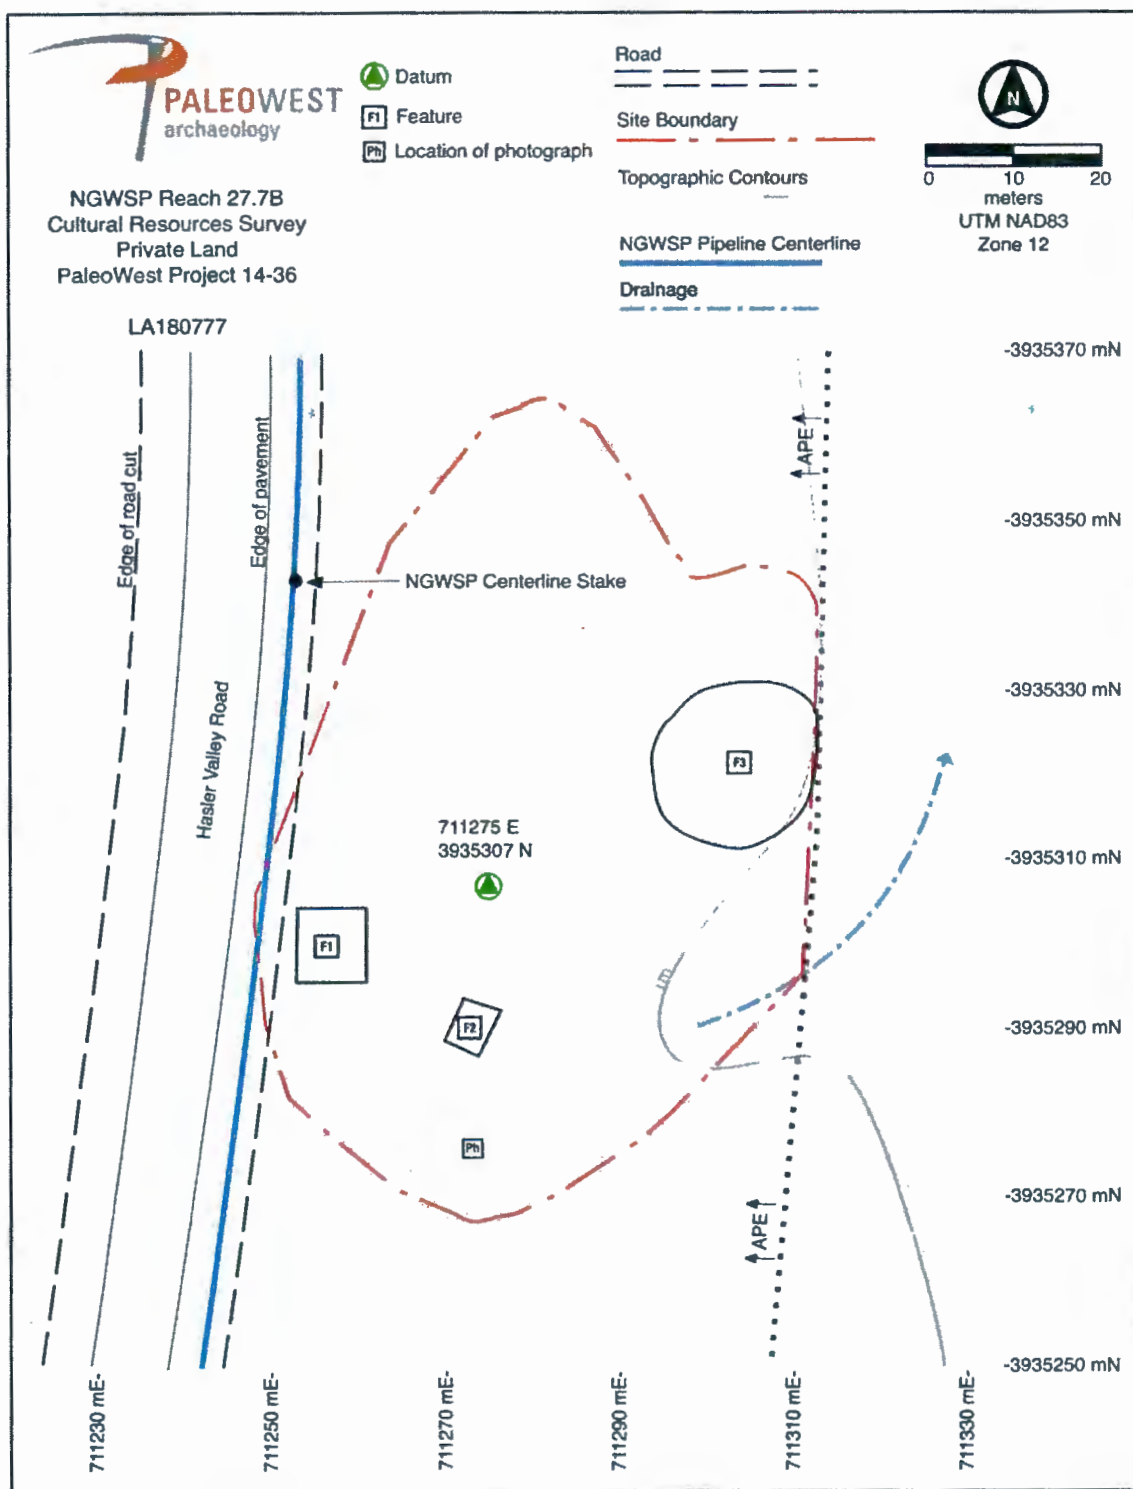 PALEOWEST
archaeology
NGWSP Reach 27.7B
Cultural Resources Survey
Private Land
PaleoWest Project 14-36
LA180777
Datum
F1 Feature
Ph Location of photograph
Road
Site Boundary
Topographic Contours
NGWSP Pipeline Centerline
Drainage
N
0 10 20
meters
UTM NAD83
Zone 12
-3935370 mN
-3935350 mN
-3935330 mN
-3935310 mN
-3935290 mN
-3935270 mN
-3935250 mN
Edge of road cut
Edge of pavement
Hasler Valley Road
NGWSP Centerline Stake
APE
F3
711275 E
3935307 N
F1
F2
1m
Ph
APE
711230 mE-
711250 mE-
711270 mE-
711290 mE-
711310 mE-
711330 mE-